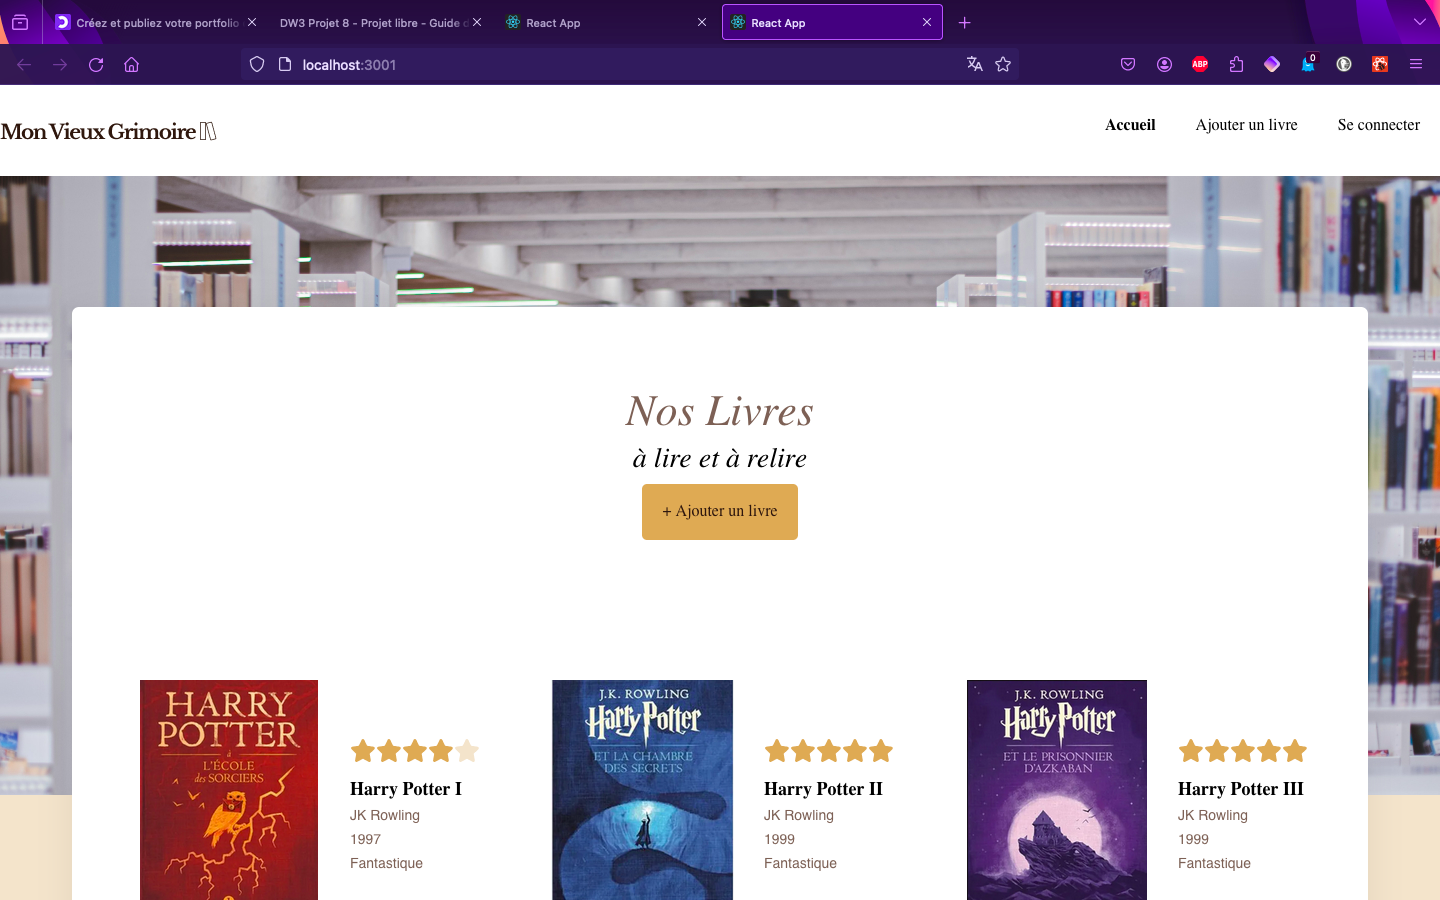 Créez et publiez votre portfolio
DW3 Projet 8 - Projet libre - Guide d
React App
React App
localhost:3001
ABP
0
Mon Vieux Grimoire
Accueil
Ajouter un livre
Se connecter
Nos Livres
à lire et à relire
+ Ajouter un livre
HARRY
POTTER
à
L'ÉCOLE
des SORCIERS
Harry Potter I
JK Rowling
1997
Fantastique
J.K. ROWLING
Harry Potter
ET LA CHAMBRE
DES SECRETS
Harry Potter II
JK Rowling
1999
Fantastique
J.K. ROWLING
Harry Potter
ET LE PRISONNIER
D'AZKABAN
Harry Potter III
JK Rowling
1999
Fantastique